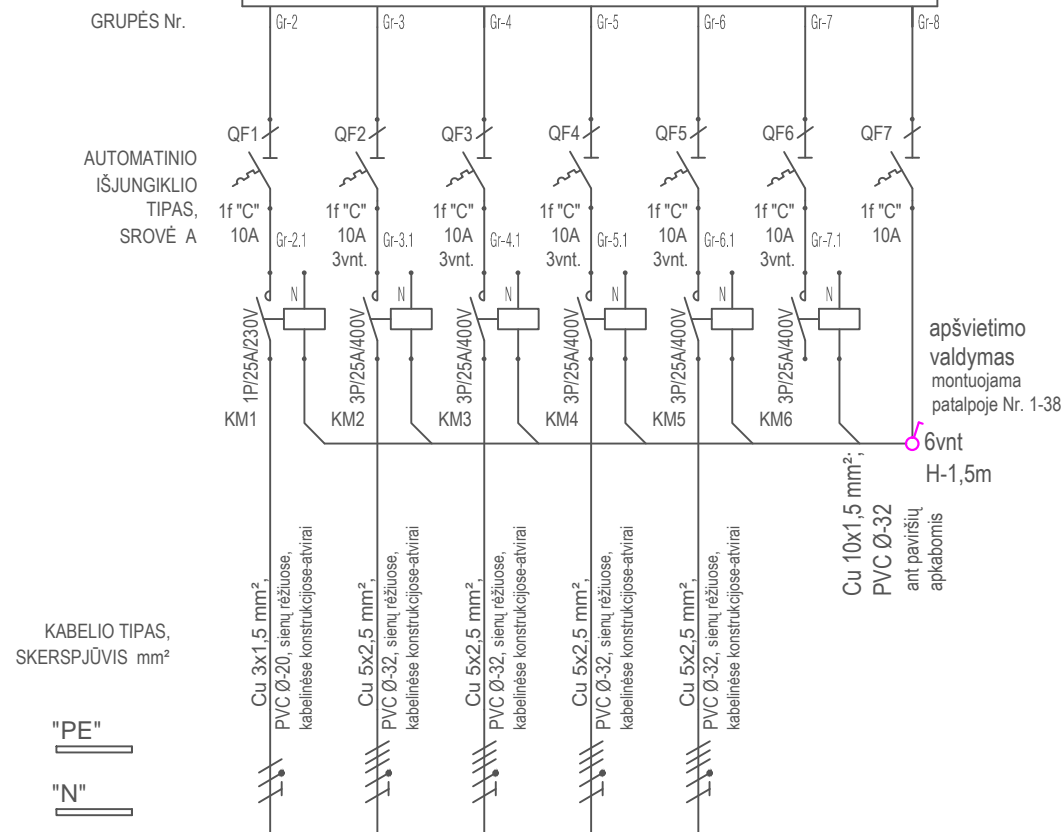 GRUPĖS Nr.
Gr-2
Gr-3
Gr-4
Gr-5
Gr-6
Gr-7
Gr-8
QF1
QF2
QF3
QF4
QF5
QF6
QF7
AUTOMATINIO
IŠJUNGIKLIO
TIPAS,
SROVĖ A
1f "C"
10A
1f "C"
10A
3vnt.
1f "C"
10A
3vnt.
1f "C"
10A
3vnt.
1f "C"
10A
3vnt.
1f "C"
10A
3vnt.
1f "C"
10A
Gr-2.1
Gr-3.1
Gr-4.1
Gr-5.1
Gr-6.1
Gr-7.1
N
N
N
N
N
N
1P/25A/230V
3P/25A/400V
3P/25A/400V
3P/25A/400V
3P/25A/400V
3P/25A/400V
KM1
KM2
KM3
KM4
KM5
KM6
apšvietimo
valdymas
montuojama
patalpoje Nr. 1-38
6vnt
H-1,5m
Cu 10x1,5 mm²,
PVC Ø-32
ant paviršių
apkabomis
KABELIO TIPAS,
SKERSPJŪVIS mm²
Cu 3x1,5 mm²,
PVC Ø-20, sienų rėžiuose,
kabelinėse konstrukcijose-atvirai
Cu 5x2,5 mm²,
PVC Ø-32, sienų rėžiuose,
kabelinėse konstrukcijose-atvirai
Cu 5x2,5 mm²,
PVC Ø-32, sienų rėžiuose,
kabelinėse konstrukcijose-atvirai
Cu 5x2,5 mm²,
PVC Ø-32, sienų rėžiuose,
kabelinėse konstrukcijose-atvirai
Cu 5x2,5 mm²,
PVC Ø-32, sienų rėžiuose,
kabelinėse konstrukcijose-atvirai
"PE"
"N"